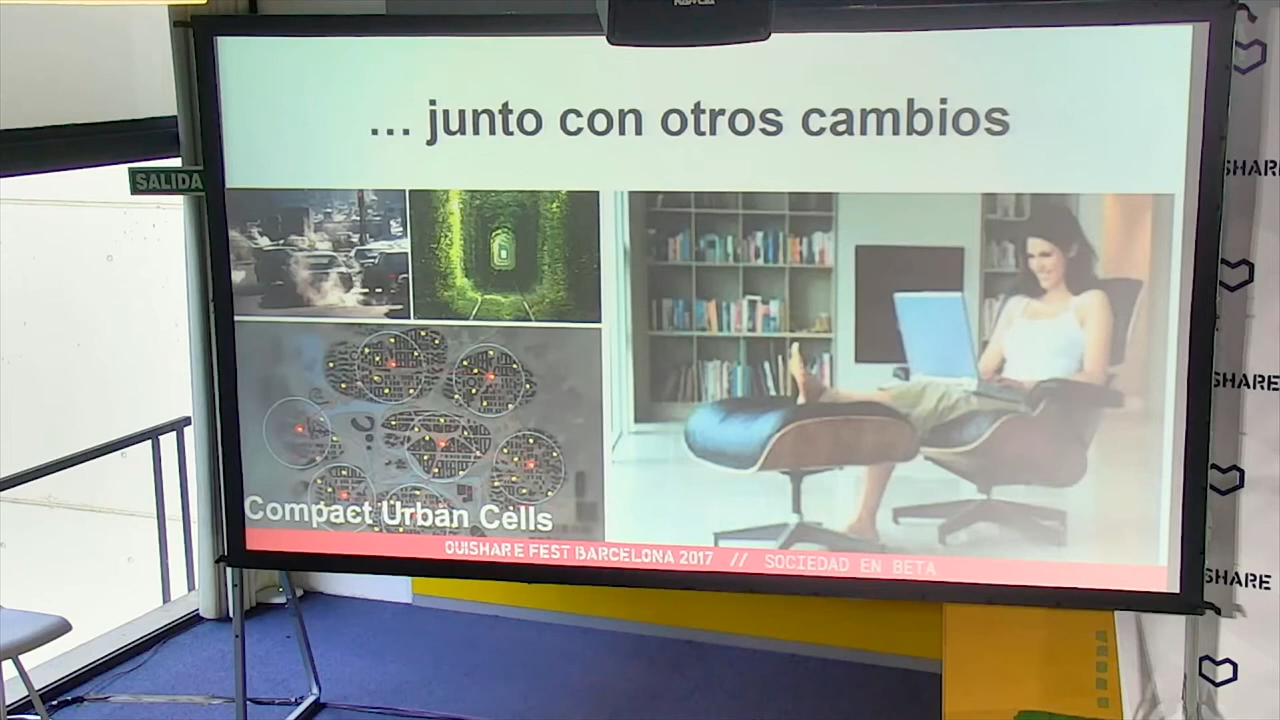 ... junto con otros cambios
SALIDA
Compact Urban Cells
OUISHARE FEST BARCELONA 2017 // SOCIEDAD EN BETA
SHARE
SHARE
SHARE